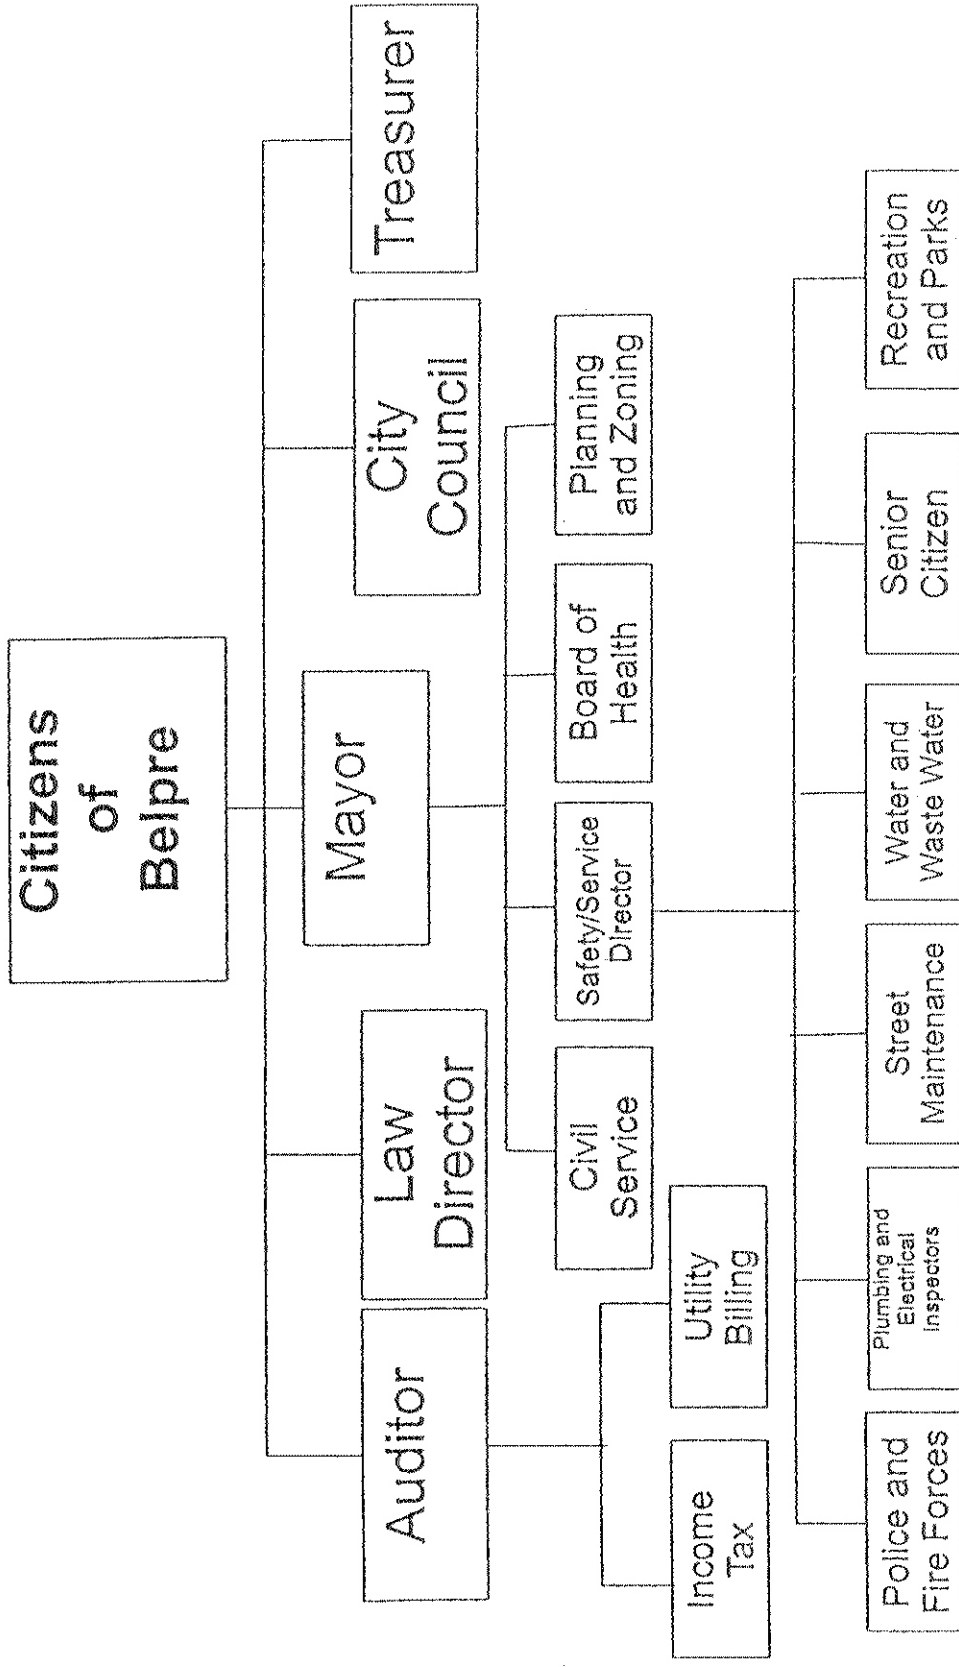 Citizens
of
Belpre
Auditor
Law
Director
Mayor
City
Council
Treasurer
Civil
Service
Safety/Service
Director
Board of
Health
Planning
and Zoning
Income
Tax
Utility
Billing
Police and
Fire Forces
Plumbing and
Electrical
Inspectors
Street
Maintenance
Water and
Waste Water
Senior
Citizen
Recreation
and Parks